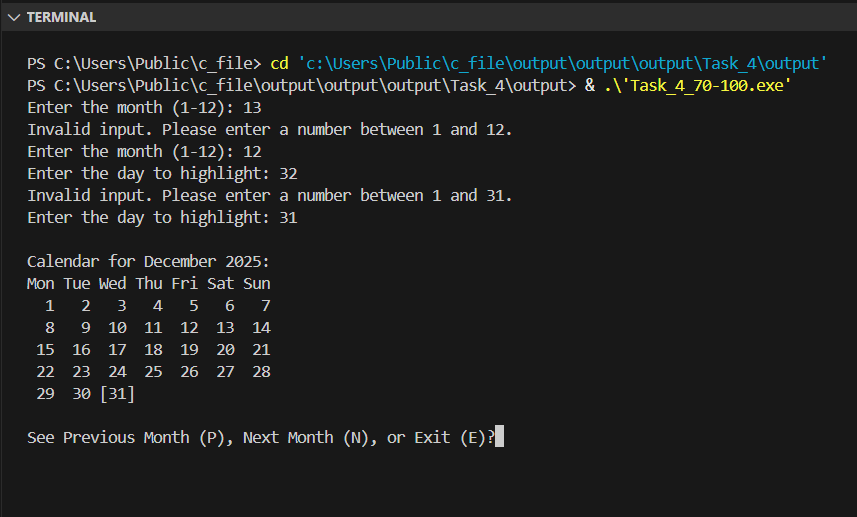 TERMINAL
PS C:\Users\Public\c_file> cd 'c:\Users\Public\c_file\output\output\output\Task_4\output'
PS C:\Users\Public\c_file\output\output\output\Task_4\output> & .\'Task_4_70-100.exe'
Enter the month (1-12): 13
Invalid input. Please enter a number between 1 and 12.
Enter the month (1-12): 12
Enter the day to highlight: 32
Invalid input. Please enter a number between 1 and 31.
Enter the day to highlight: 31
Calendar for December 2025:
Mon Tue Wed Thu Fri Sat Sun
  1   2   3   4   5   6   7
  8   9  10  11  12  13  14
 15  16  17  18  19  20  21
 22  23  24  25  26  27  28
 29  30 [31]
See Previous Month (P), Next Month (N), or Exit (E)?